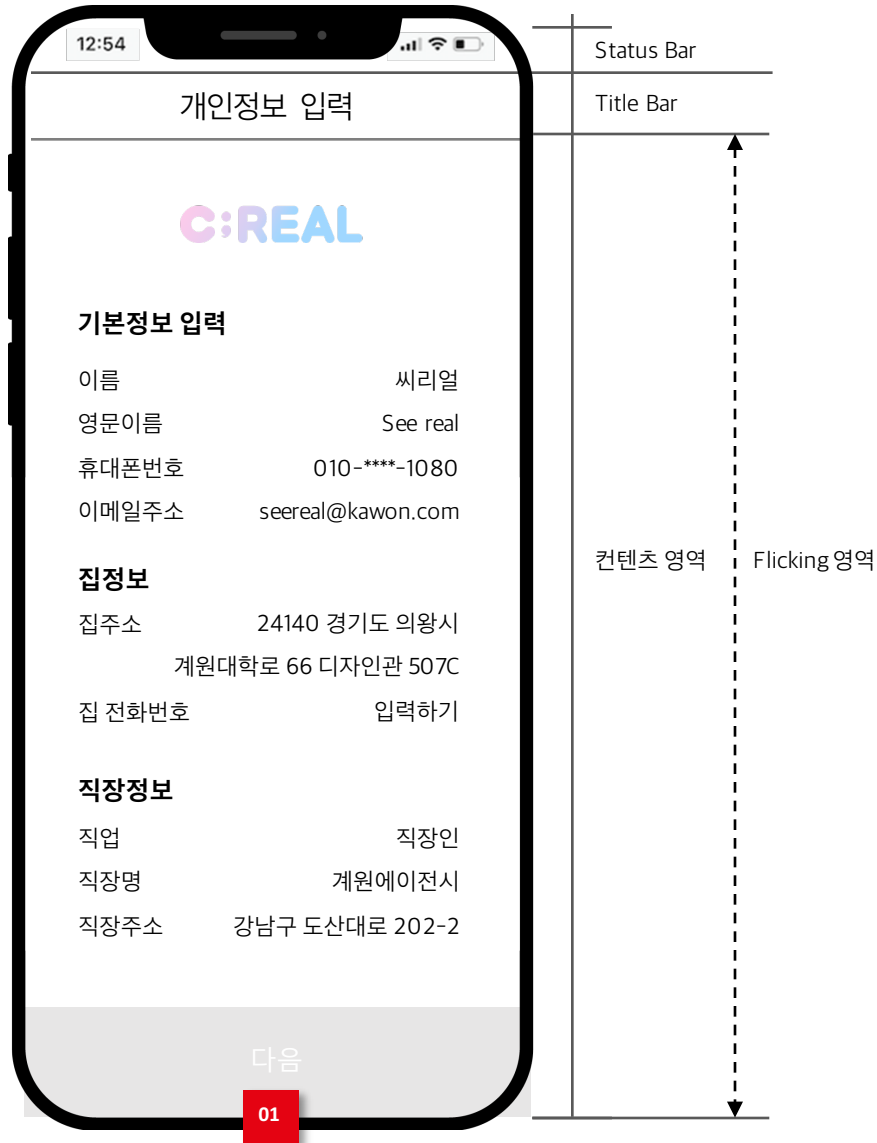 12:54
Status Bar
개인정보 입력
Title Bar
C;REAL
기본정보 입력
이름 씨리얼
영문이름 See real
휴대폰번호 010-****-1080
이메일주소 seereal@kawon.com
컨텐츠 영역
Flicking 영역
집정보
집주소 24140 경기도 의왕시
계원대학로 66 디자인관 507C
집 전화번호 입력하기
직장정보
직업 직장인
직장명 계원에이전시
직장주소 강남구 도산대로 202-2
다음
01